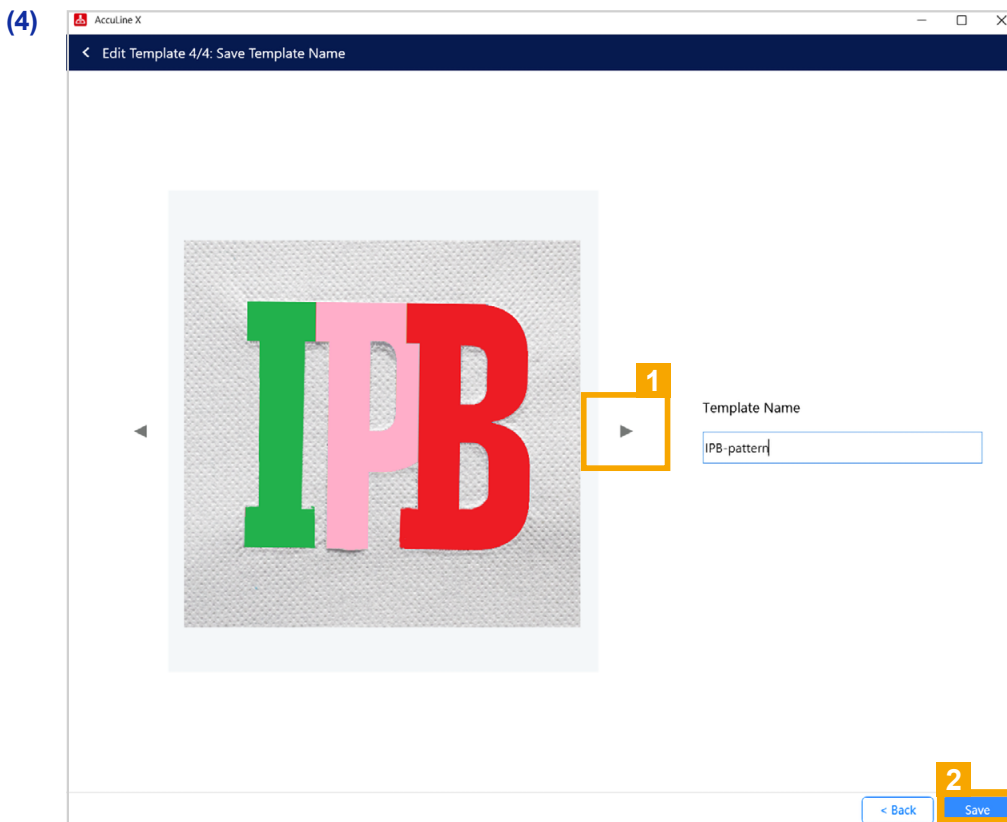 (4)
AccuLine X
Edit Template 4/4: Save Template Name
IPB
1
Template Name
IPB-pattern
2
< Back
Save